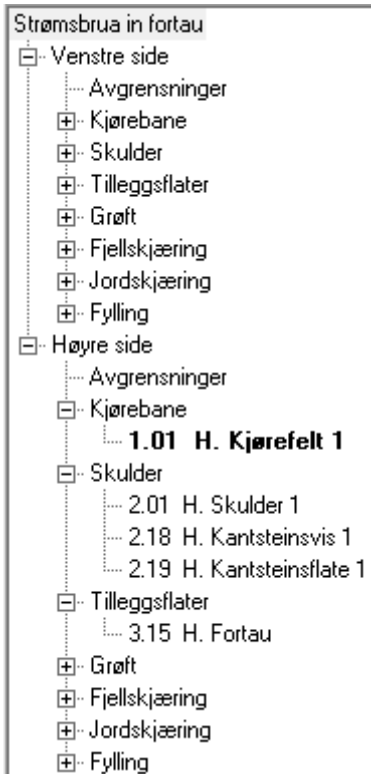 Strømsbrua in fortau
Venstre side
Avgrensninger
Kjørebane
Skulder
Tilleggsflater
Grøft
Fjellskjæring
Jordskjæring
Fylling
Høyre side
Avgrensninger
Kjørebane
1.01 H. Kjørefelt 1
Skulder
2.01 H. Skulder 1
2.18 H. Kantsteinsvis 1
2.19 H. Kantsteinsflate 1
Tilleggsflater
3.15 H. Fortau
Grøft
Fjellskjæring
Jordskjæring
Fylling